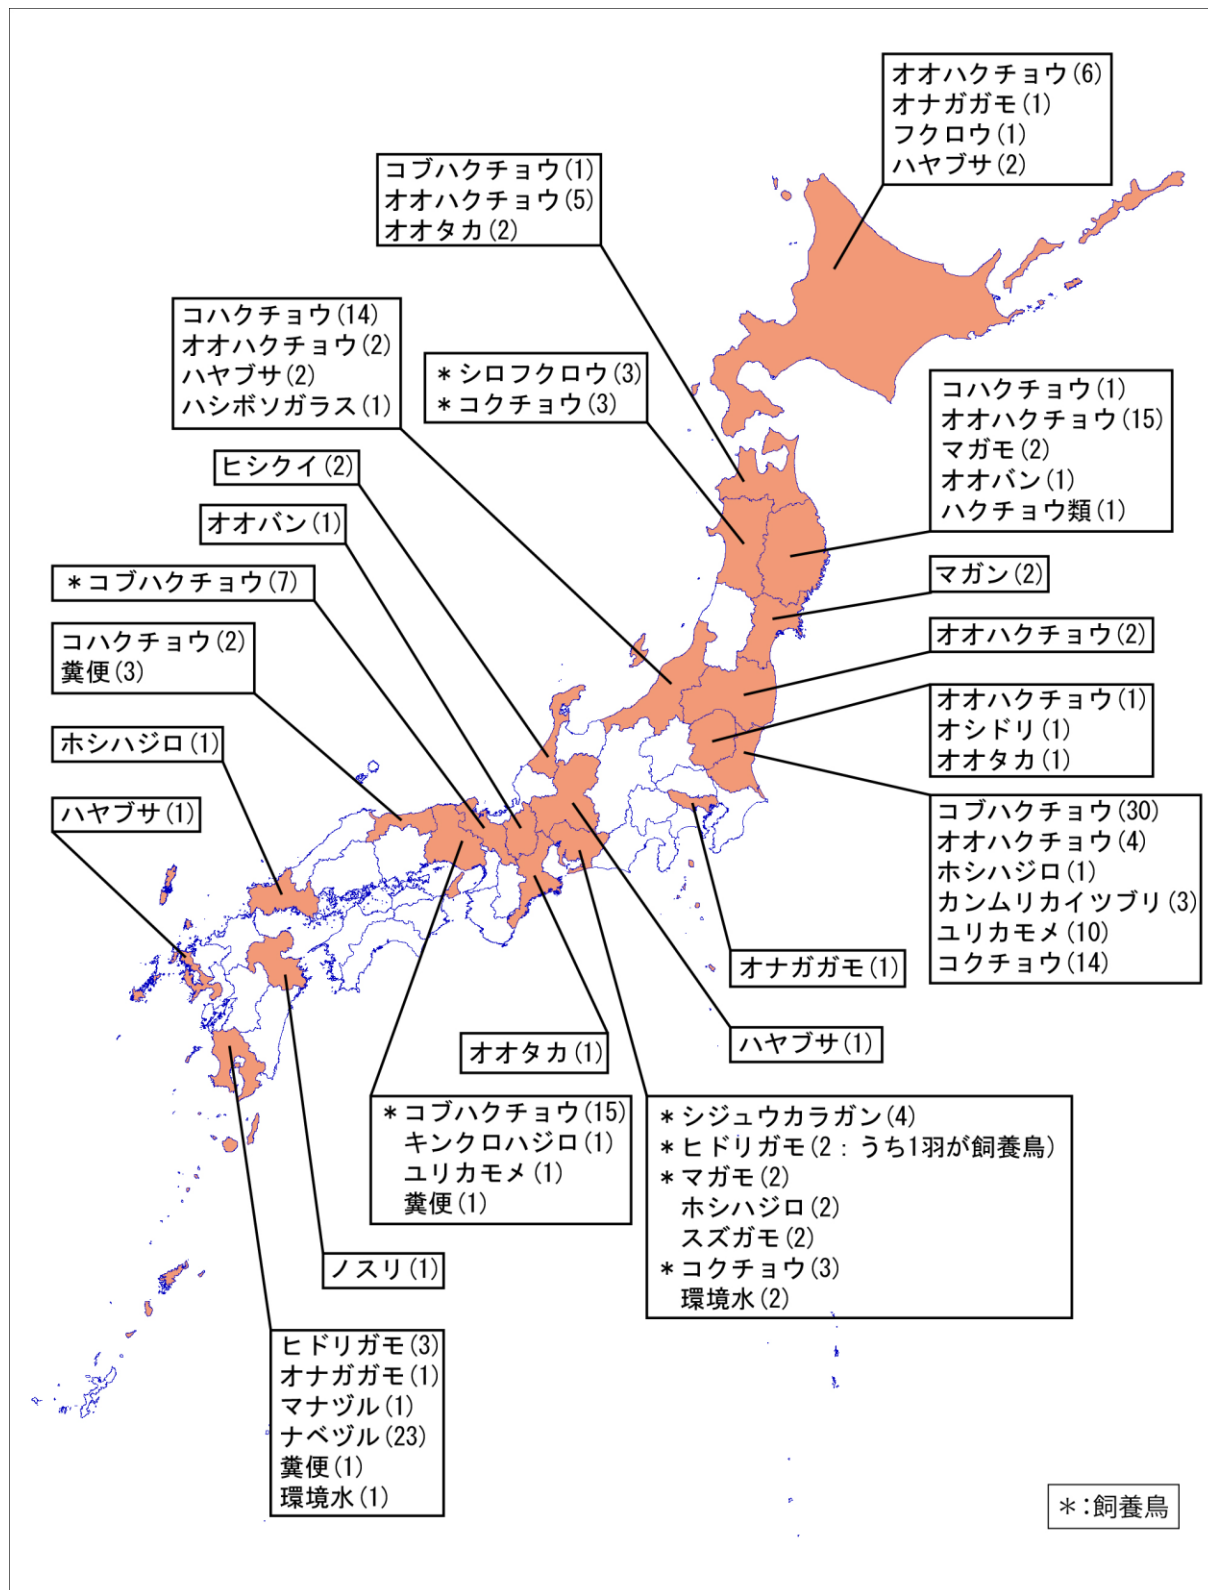 オオハクチョウ(6)
オナガガモ(1)
フクロウ(1)
ハヤブサ(2)
コブハクチョウ(1)
オオハクチョウ(5)
オオタカ(2)
コハクチョウ(14)
オオハクチョウ(2)
ハヤブサ(2)
ハシボソガラス(1)
*シロフクロウ(3)
*コクチョウ(3)
コハクチョウ(1)
オオハクチョウ(15)
マガモ(2)
オオバン(1)
ハクチョウ類(1)
ヒシクイ(2)
オオバン(1)
*コブハクチョウ(7)
マガン(2)
コハクチョウ(2)
糞便(3)
オオハクチョウ(2)
オオハクチョウ(1)
オシドリ(1)
オオタカ(1)
ホシハジロ(1)
ハヤブサ(1)
コブハクチョウ(30)
オオハクチョウ(4)
ホシハジロ(1)
カンムリカイツブリ(3)
ユリカモメ(10)
コクチョウ(14)
オナガガモ(1)
オオタカ(1)
ハヤブサ(1)
*コブハクチョウ(15)
キンクロハジロ(1)
ユリカモメ(1)
糞便(1)
*シジュウカラガン(4)
*ヒドリガモ(2：うち1羽が飼養鳥)
*マガモ(2)
ホシハジロ(2)
スズガモ(2)
*コクチョウ(3)
環境水(2)
ノスリ(1)
ヒドリガモ(3)
オナガガモ(1)
マナヅル(1)
ナベヅル(23)
糞便(1)
環境水(1)
*:飼養鳥